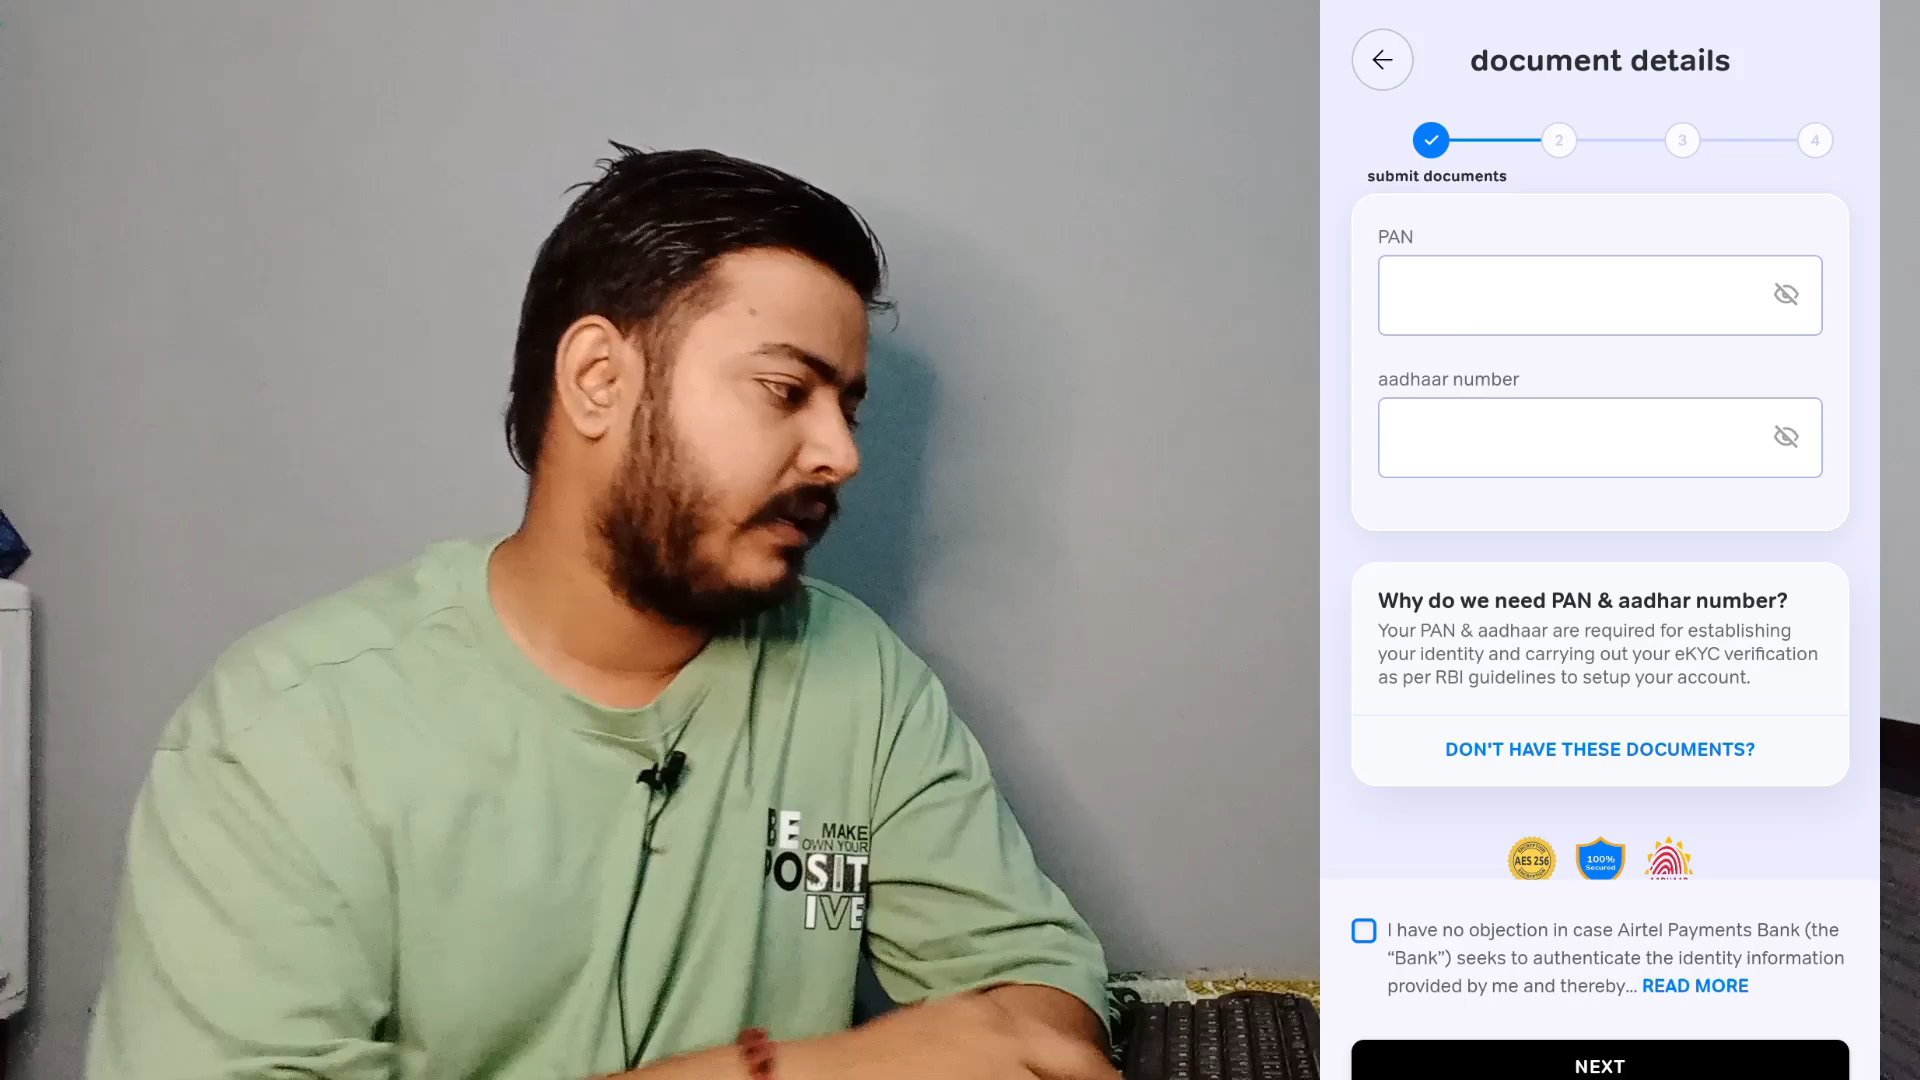 document details
2
3
4
submit documents
PAN
aadhaar number
Why do we need PAN & aadhar number?
Your PAN & aadhaar are required for establishing
your identity and carrying out your eKYC verification
as per RBI guidelines to setup your account.
DON'T HAVE THESE DOCUMENTS?
AES 256
100%
Secured
I have no objection in case Airtel Payments Bank (the
“Bank”) seeks to authenticate the identity information
provided by me and thereby... READ MORE
NEXT
BE
MAKE
OWN YOUR
POSIT
IVE